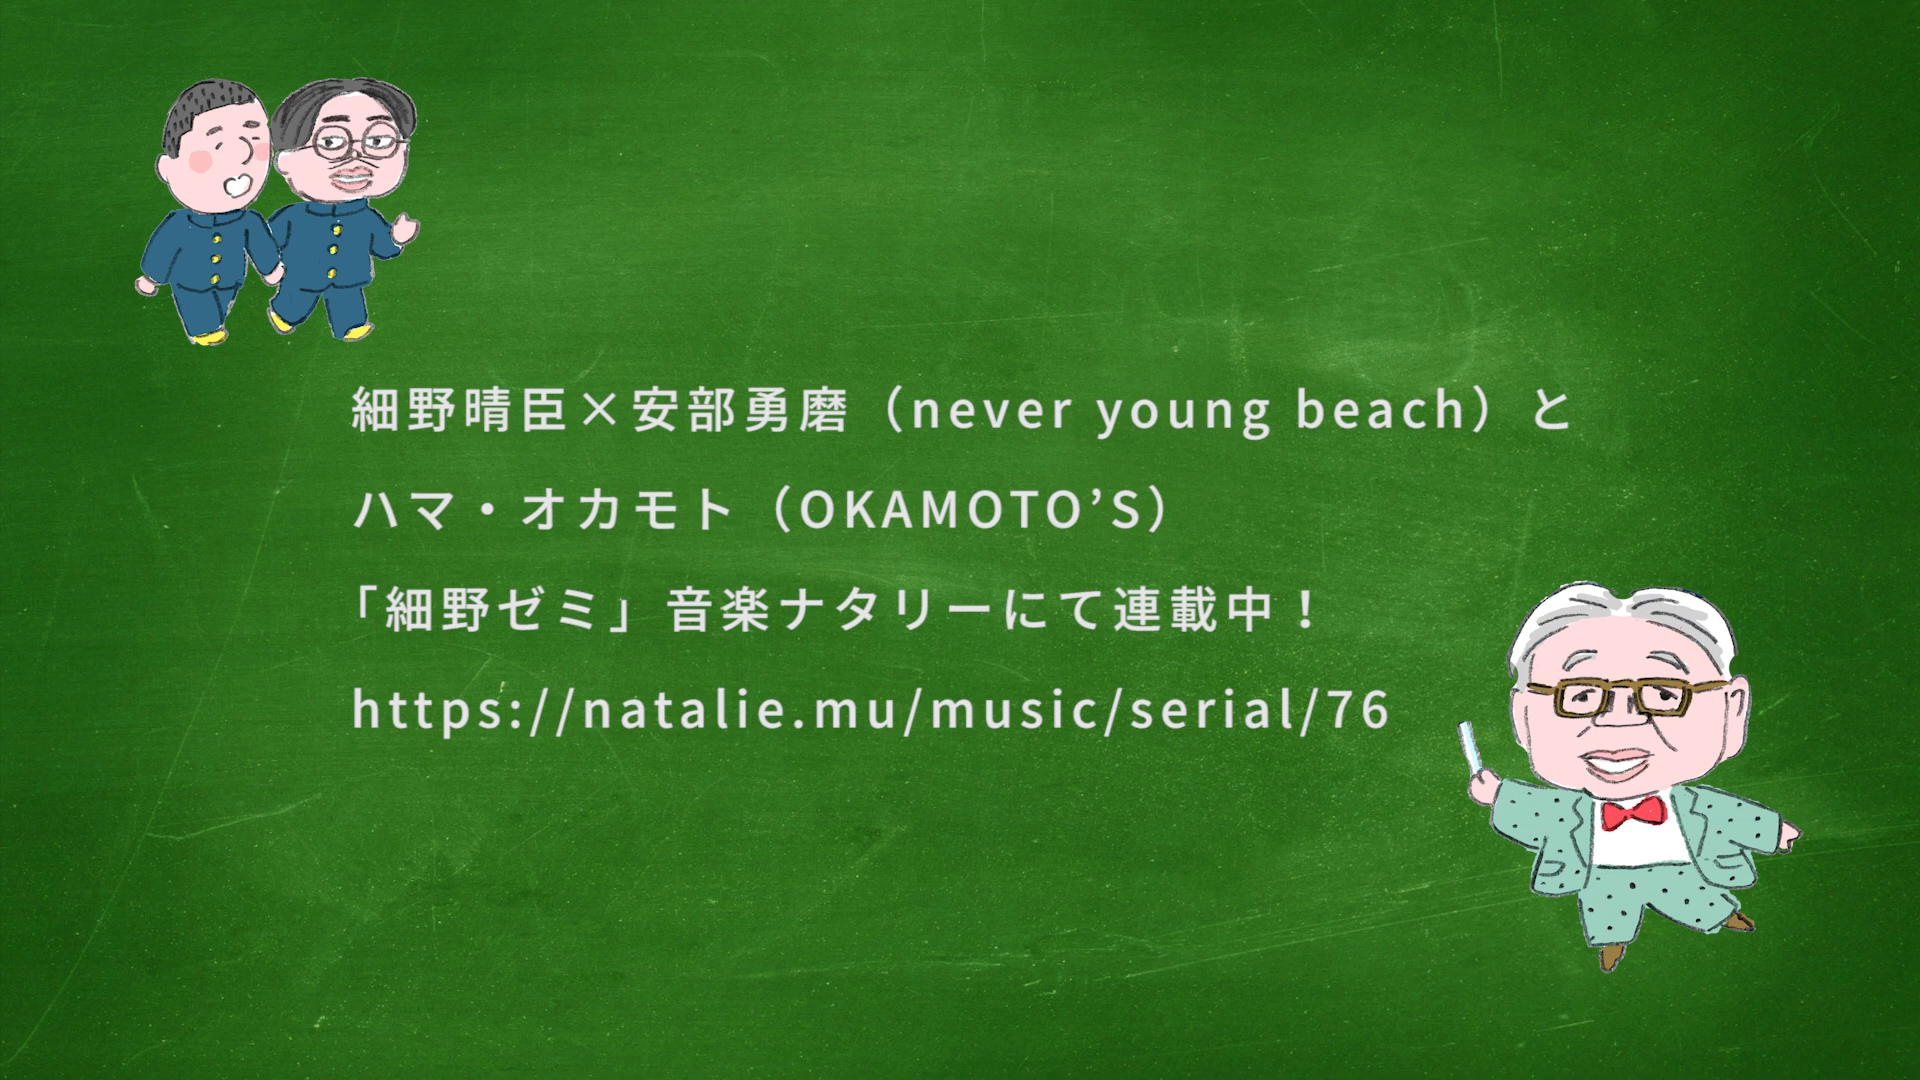 細野晴臣×安部勇磨（never young beach）と
ハマ・オカモト（OKAMOTO’S）
「細野ゼミ」音楽ナタリーにて連載中！
https://natalie.mu/music/serial/76